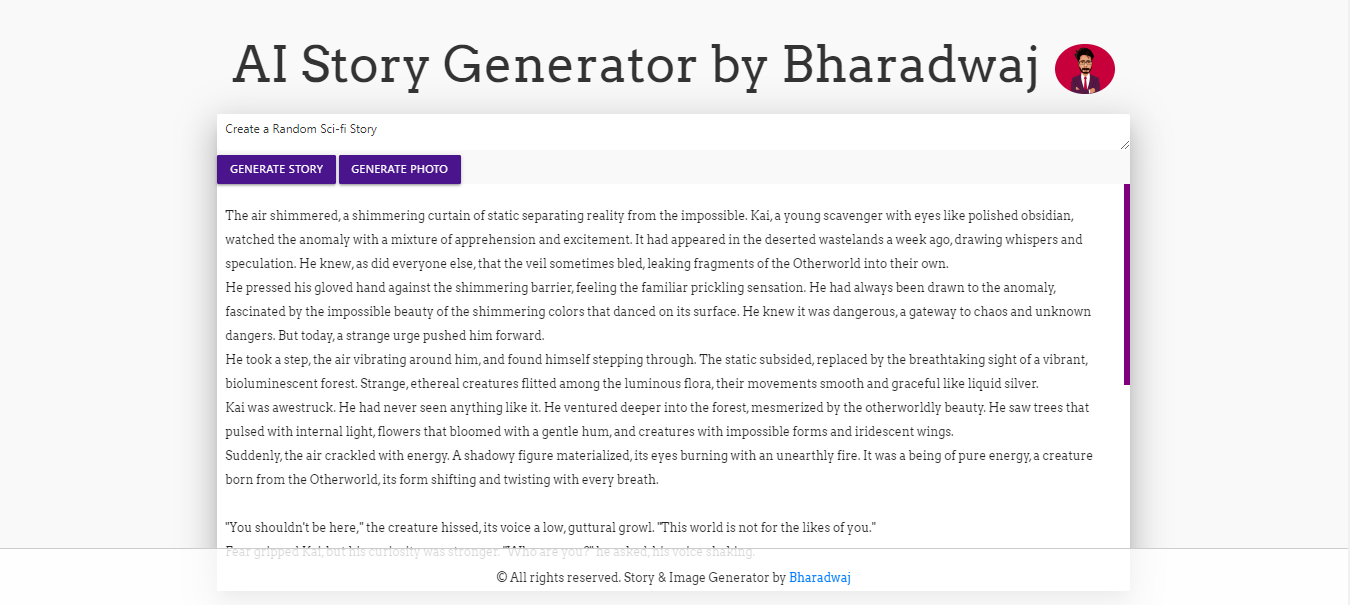 AI Story Generator by Bharadwaj
Create a Random Sci-fi Story
GENERATE STORY GENERATE PHOTO
The air shimmered, a shimmering curtain of static separating reality from the impossible. Kai, a young scavenger with eyes like polished obsidian,
watched the anomaly with a mixture of apprehension and excitement. It had appeared in the deserted wastelands a week ago, drawing whispers and
speculation. He knew, as did everyone else, that the veil sometimes bled, leaking fragments of the Otherworld into their own.
He pressed his gloved hand against the shimmering barrier, feeling the familiar prickling sensation. He had always been drawn to the anomaly,
fascinated by the impossible beauty of the shimmering colors that danced on its surface. He knew it was dangerous, a gateway to chaos and unknown
dangers. But today, a strange urge pushed him forward.
He took a step, the air vibrating around him, and found himself stepping through. The static subsided, replaced by the breathtaking sight of a vibrant,
bioluminescent forest. Strange, ethereal creatures flitted among the luminous flora, their movements smooth and graceful like liquid silver.
Kai was awestruck. He had never seen anything like it. He ventured deeper into the forest, mesmerized by the otherworldly beauty. He saw trees that
pulsed with internal light, flowers that bloomed with a gentle hum, and creatures with impossible forms and iridescent wings.
Suddenly, the air crackled with energy. A shadowy figure materialized, its eyes burning with an unearthly fire. It was a being of pure energy, a creature
born from the Otherworld, its form shifting and twisting with every breath.
"You shouldn't be here," the creature hissed, its voice a low, guttural growl. "This world is not for the likes of you."
Fear gripped Kai, but his curiosity was stronger. "Who are you?" he asked, his voice shaking.
© All rights reserved. Story & Image Generator by Bharadwaj